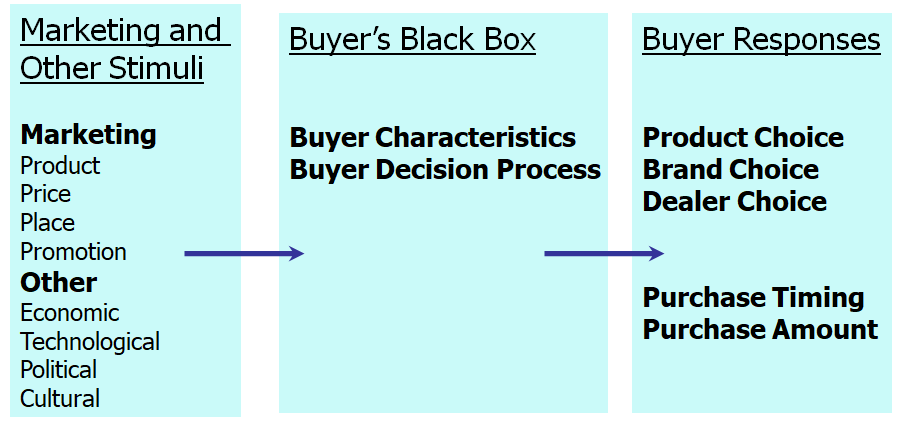 Marketing and
Other Stimuli
Marketing
Product
Price
Place
Promotion
Other
Economic
Technological
Political
Cultural
Buyer’s Black Box
Buyer Characteristics
Buyer Decision Process
Buyer Responses
Product Choice
Brand Choice
Dealer Choice
Purchase Timing
Purchase Amount